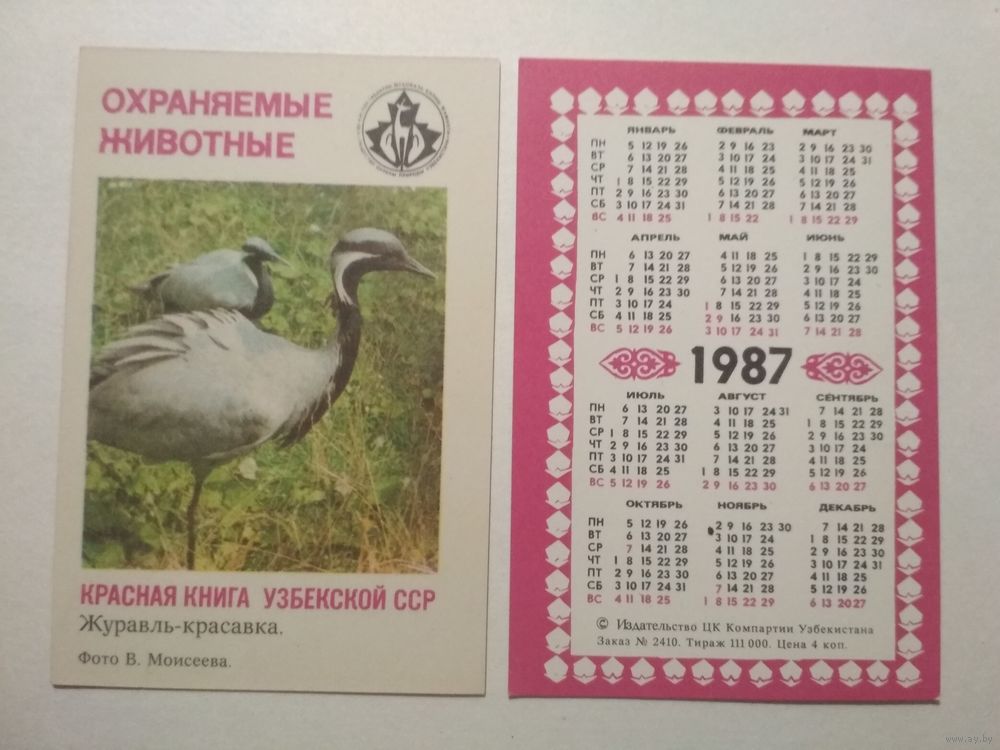 ОХРАНЯЕМЫЕ
ЖИВОТНЫЕ
КРАСНАЯ КНИГА УЗБЕКСКОЙ ССР
Журавль-красавка.
Фото В. Моисеева.
ЯНВАРЬ ФЕВРАЛЬ МАРТ
ПН 5 12 19 26 2 9 16 23 2 9 16 23 30
ВТ 6 13 20 27 3 10 17 24 3 10 17 24 31
СР 7 14 21 28 4 11 18 25 4 11 18 25
ЧТ 1 8 15 22 29 5 12 19 26 5 12 19 26
ПТ 2 9 16 23 30 6 13 20 27 6 13 20 27
СБ 3 10 17 24 31 7 14 21 28 7 14 21 28
ВС 4 11 18 25 1 8 15 22 1 8 15 22 29
АПРЕЛЬ МАЙ ИЮНЬ
ПН 6 13 20 27 4 11 18 25 1 8 15 22 29
ВТ 7 14 21 28 5 12 19 26 2 9 16 23 30
СР 1 8 15 22 29 6 13 20 27 3 10 17 24
ЧТ 2 9 16 23 30 7 14 21 28 4 11 18 25
ПТ 3 10 17 24 1 8 15 22 29 5 12 19 26
СБ 4 11 18 25 2 9 16 23 30 6 13 20 27
ВС 5 12 19 26 3 10 17 24 31 7 14 21 28
1987
ИЮЛЬ АВГУСТ СЕНТЯБРЬ
ПН 6 13 20 27 3 10 17 24 31 7 14 21 28
ВТ 7 14 21 28 4 11 18 25 1 8 15 22 29
СР 1 8 15 22 29 5 12 19 26 2 9 16 23 30
ЧТ 2 9 16 23 30 6 13 20 27 3 10 17 24
ПТ 3 10 17 24 31 7 14 21 28 4 11 18 25
СБ 4 11 18 25 1 8 15 22 29 5 12 19 26
ВС 5 12 19 26 2 9 16 23 30 6 13 20 27
ОКТЯБРЬ НОЯБРЬ ДЕКАБРЬ
ПН 5 12 19 26 2 9 16 23 30 7 14 21 28
ВТ 6 13 20 27 3 10 17 24 1 8 15 22 29
СР 7 14 21 28 4 11 18 25 2 9 16 23 30
ЧТ 1 8 15 22 29 5 12 19 26 3 10 17 24 31
ПТ 2 9 16 23 30 6 13 20 27 4 11 18 25
СБ 3 10 17 24 31 7 14 21 28 5 12 19 26
ВС 4 11 18 25 1 8 15 22 29 6 13 20 27
© Издательство ЦК Компартии Узбекистана
Заказ № 2410. Тираж 111 000. Цена 4 коп.
www.ay.by